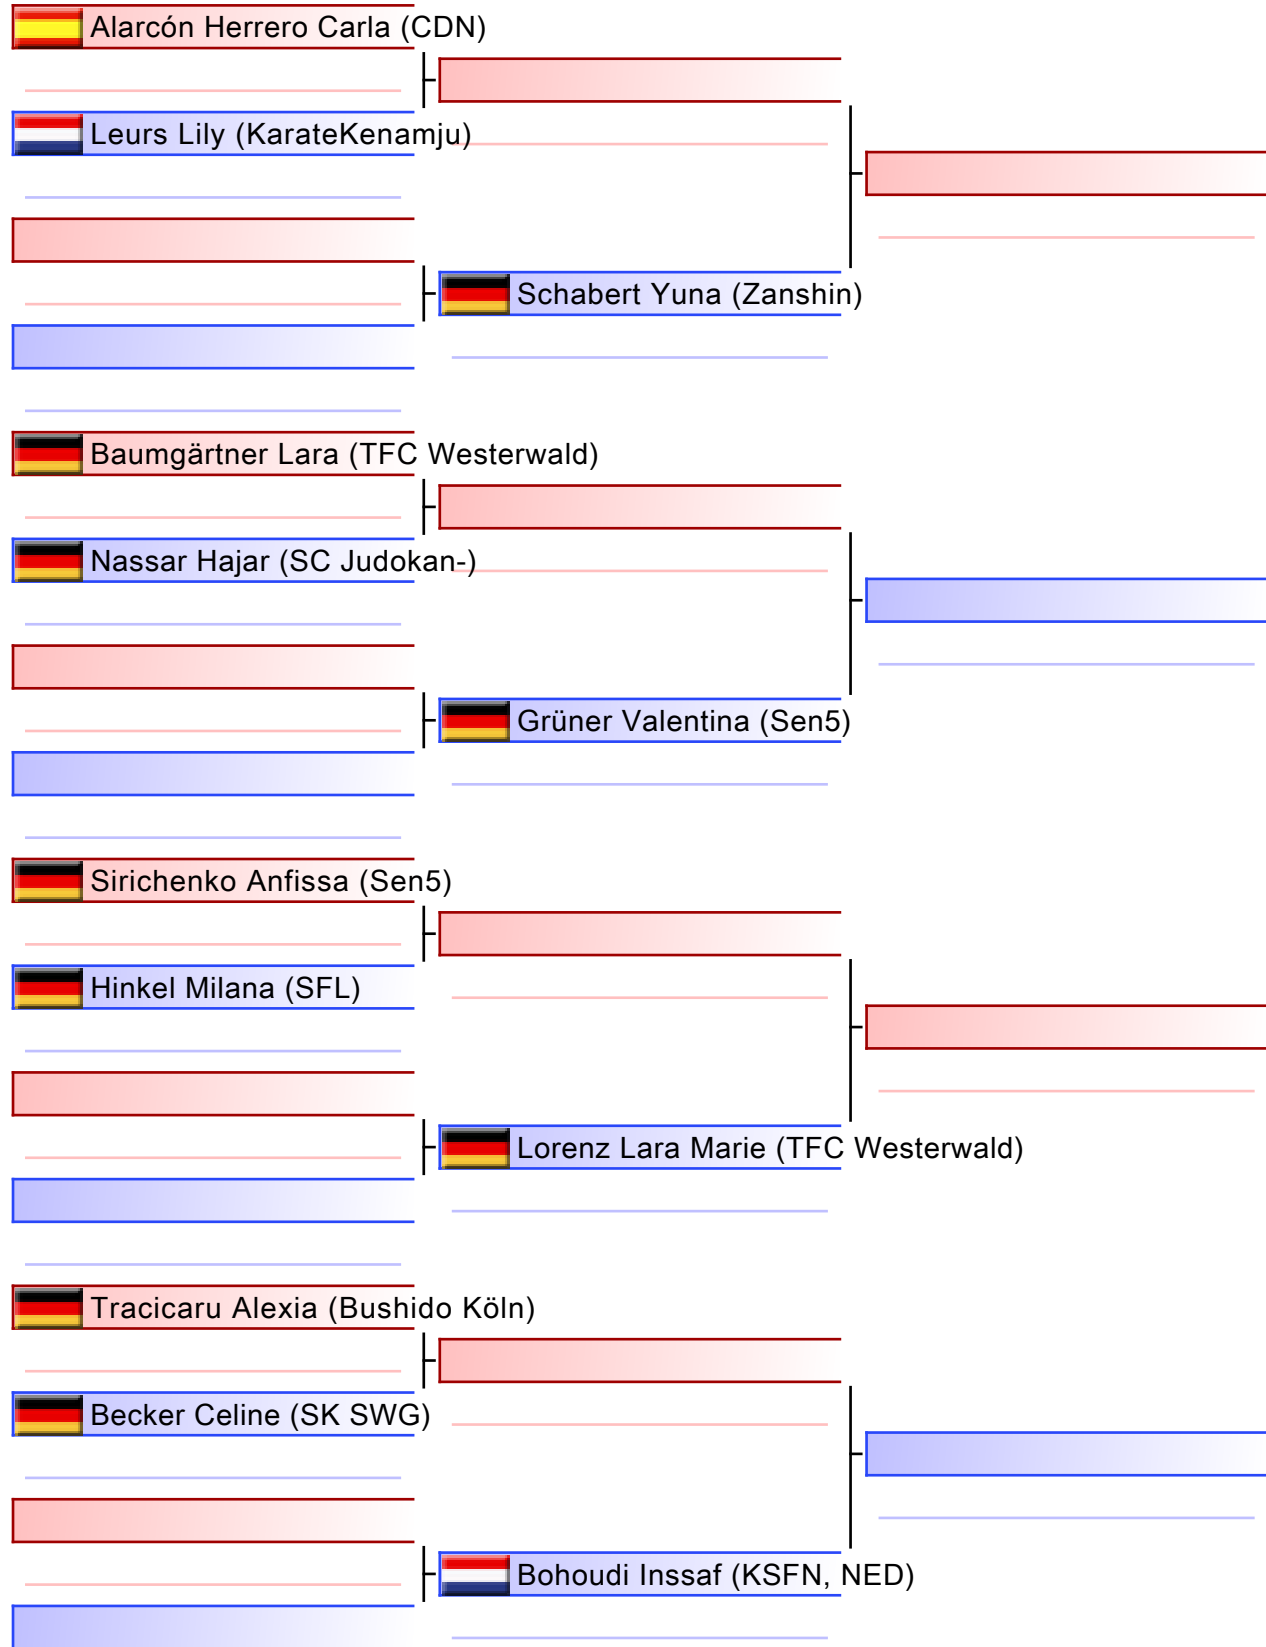 Alarcón Herrero Carla (CDN)
Leurs Lily (KarateKenamju)
Schabert Yuna (Zanshin)
Baumgärtner Lara (TFC Westerwald)
Nassar Hajar (SC Judokan-)
Grüner Valentina (Sen5)
Sirichenko Anfissa (Sen5)
Hinkel Milana (SFL)
Lorenz Lara Marie (TFC Westerwald)
Tracicaru Alexia (Bushido Köln)
Becker Celine (SK SWG)
Bohoudi Inssaf (KSFN, NED)